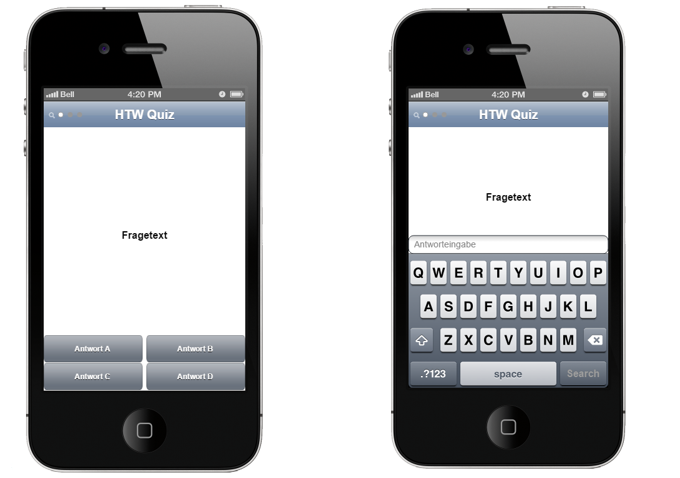 Bell 4:20 PM
HTW Quiz
Fragetext
Antwort A Antwort B
Antwort C Antwort D
Bell 4:20 PM
HTW Quiz
Fragetext
Antworteingabe
Q W E R T Y U I O P
A S D F G H J K L
Z X C V B N M
.?123 space Search